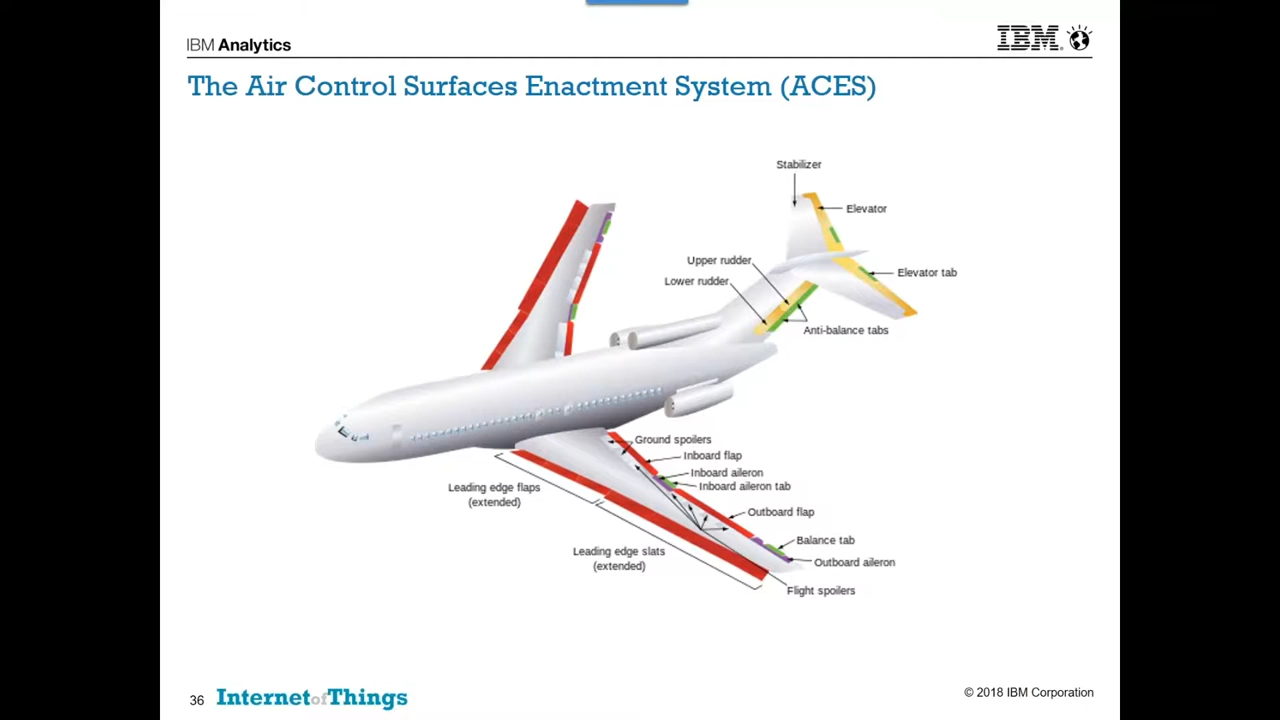 IBM Analytics
IBM
The Air Control Surfaces Enactment System (ACES)
Stabilizer
Elevator
Upper rudder
Lower rudder
Elevator tab
Anti-balance tabs
Ground spoilers
Inboard flap
Inboard aileron
Inboard aileron tab
Leading edge flaps
(extended)
Outboard flap
Balance tab
Leading edge slats
(extended)
Outboard aileron
Flight spoilers
36
Internet of Things
© 2018 IBM Corporation